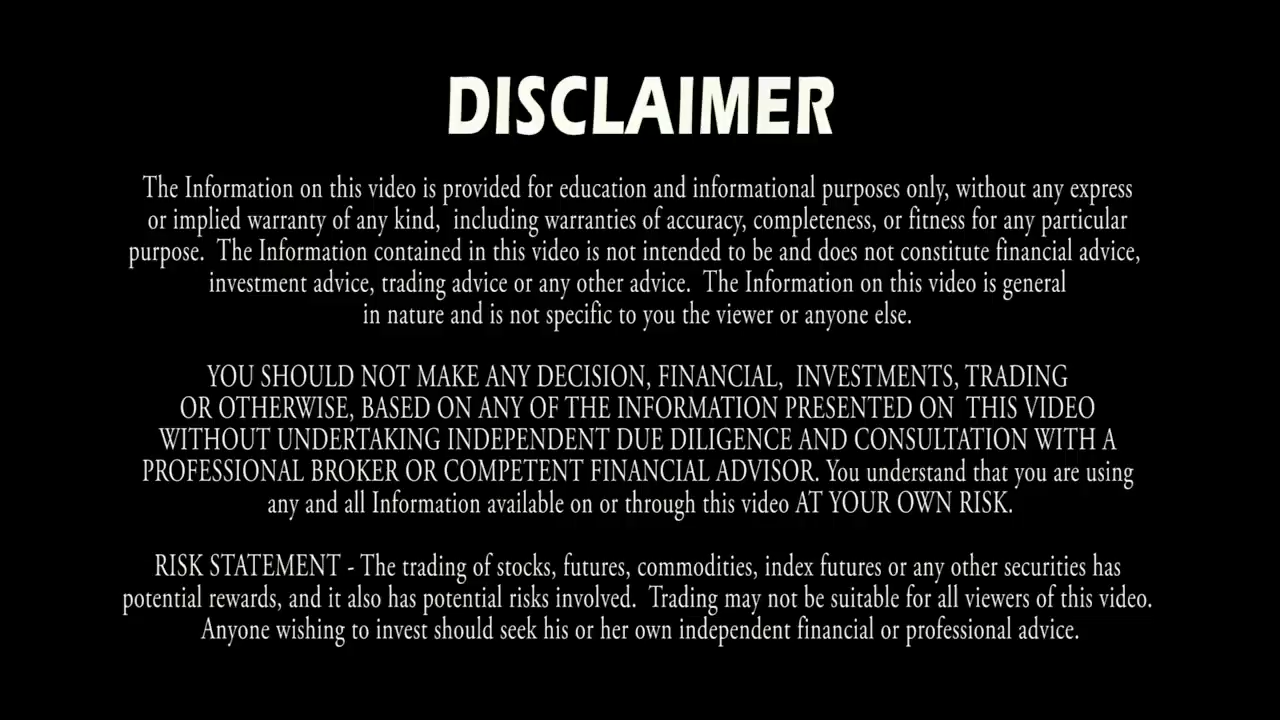 DISCLAIMER
The Information on this video is provided for education and informational purposes only, without any express
or implied warranty of any kind,  including warranties of accuracy, completeness, or fitness for any particular
purpose.  The Information contained in this video is not intended to be and does not constitute financial advice,
investment advice, trading advice or any other advice.  The Information on this video is general
in nature and is not specific to you the viewer or anyone else.
YOU SHOULD NOT MAKE ANY DECISION, FINANCIAL,  INVESTMENTS, TRADING
OR OTHERWISE, BASED ON ANY OF THE INFORMATION PRESENTED ON  THIS VIDEO
WITHOUT UNDERTAKING INDEPENDENT DUE DILIGENCE AND CONSULTATION WITH A
PROFESSIONAL BROKER OR COMPETENT FINANCIAL ADVISOR. You understand that you are using
any and all Information available on or through this video AT YOUR OWN RISK.
RISK STATEMENT - The trading of stocks, futures, commodities, index futures or any other securities has
potential rewards, and it also has potential risks involved.  Trading may not be suitable for all viewers of this video.
Anyone wishing to invest should seek his or her own independent financial or professional advice.